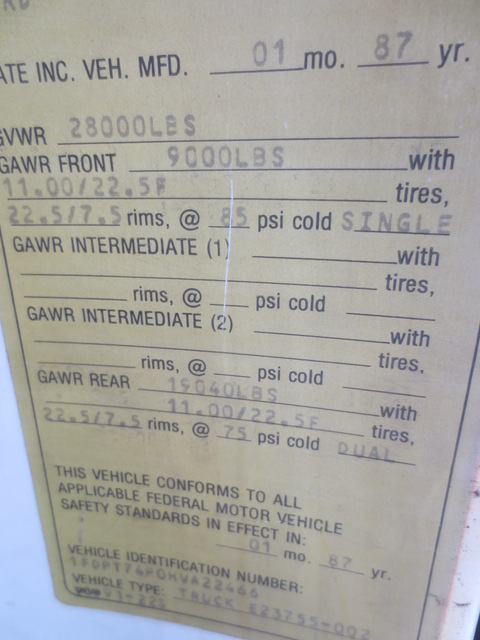 ATE INC. VEH. MFD. 01 mo. 87 yr.
GVWR 28000LBS
GAWR FRONT 9000LBS with
11.00/22.5F tires,
22.5/7.5 rims, @ 85 psi cold SINGLE
GAWR INTERMEDIATE (1) with
tires,
rims, @ psi cold
GAWR INTERMEDIATE (2) with
tires,
rims, @ psi cold
GAWR REAR 19040LBS with
11.00/22.5F tires,
22.5/7.5 rims, @ 75 psi cold DUAL
THIS VEHICLE CONFORMS TO ALL
APPLICABLE FEDERAL MOTOR VEHICLE
SAFETY STANDARDS IN EFFECT IN:
01 mo. 87 yr.
VEHICLE IDENTIFICATION NUMBER:
VEHICLE TYPE: TRUCK E23755-002